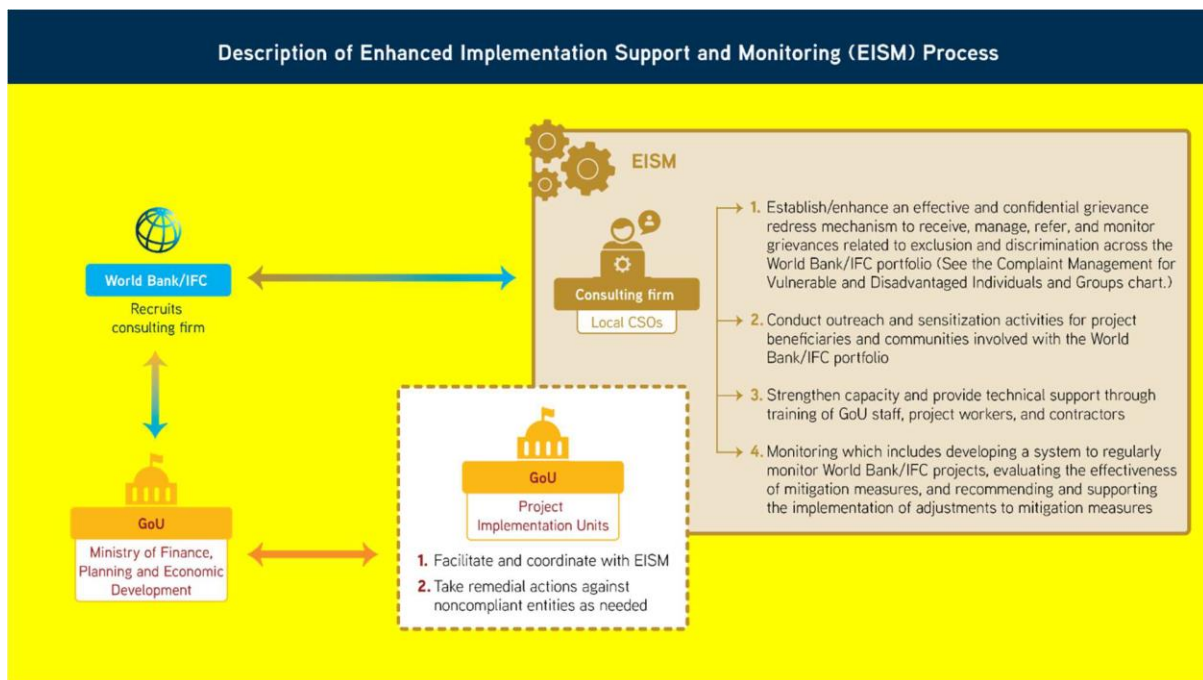 Description of Enhanced Implementation Support and Monitoring (EISM) Process
EISM
World Bank/IFC
Recruits
consulting firm
Consulting firm
Local CSOs
1. Establish/enhance an effective and confidential grievance
redress mechanism to receive, manage, refer, and monitor
grievances related to exclusion and discrimination across the
World Bank/IFC portfolio (See the Complaint Management for
Vulnerable and Disadvantaged Individuals and Groups chart.)
2. Conduct outreach and sensitization activities for project
beneficiaries and communities involved with the World
Bank/IFC portfolio
3. Strengthen capacity and provide technical support through
training of GoU staff, project workers, and contractors
4. Monitoring which includes developing a system to regularly
monitor World Bank/IFC projects, evaluating the effectiveness
of mitigation measures, and recommending and supporting
the implementation of adjustments to mitigation measures
GoU
Ministry of Finance,
Planning and Economic
Development
GoU
Project
Implementation Units
1. Facilitate and coordinate with EISM
2. Take remedial actions against
noncompliant entities as needed